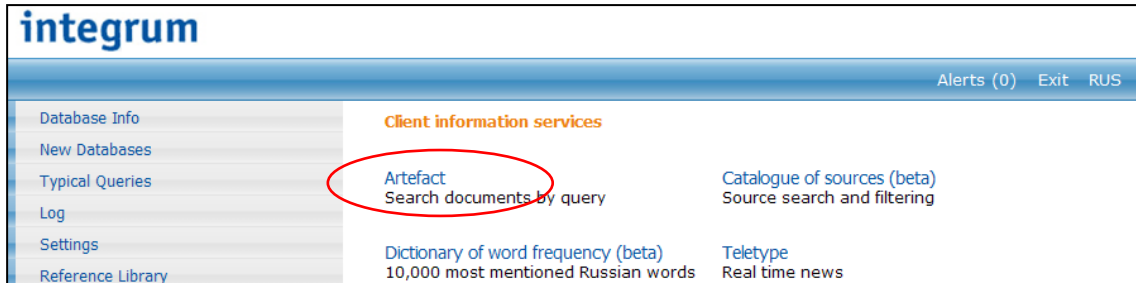 integrum
Alerts (0) Exit RUS
Database Info
New Databases
Typical Queries
Log
Settings
Reference Library
Client information services
Artefact
Search documents by query
Catalogue of sources (beta)
Source search and filtering
Dictionary of word frequency (beta)
10,000 most mentioned Russian words
Teletype
Real time news